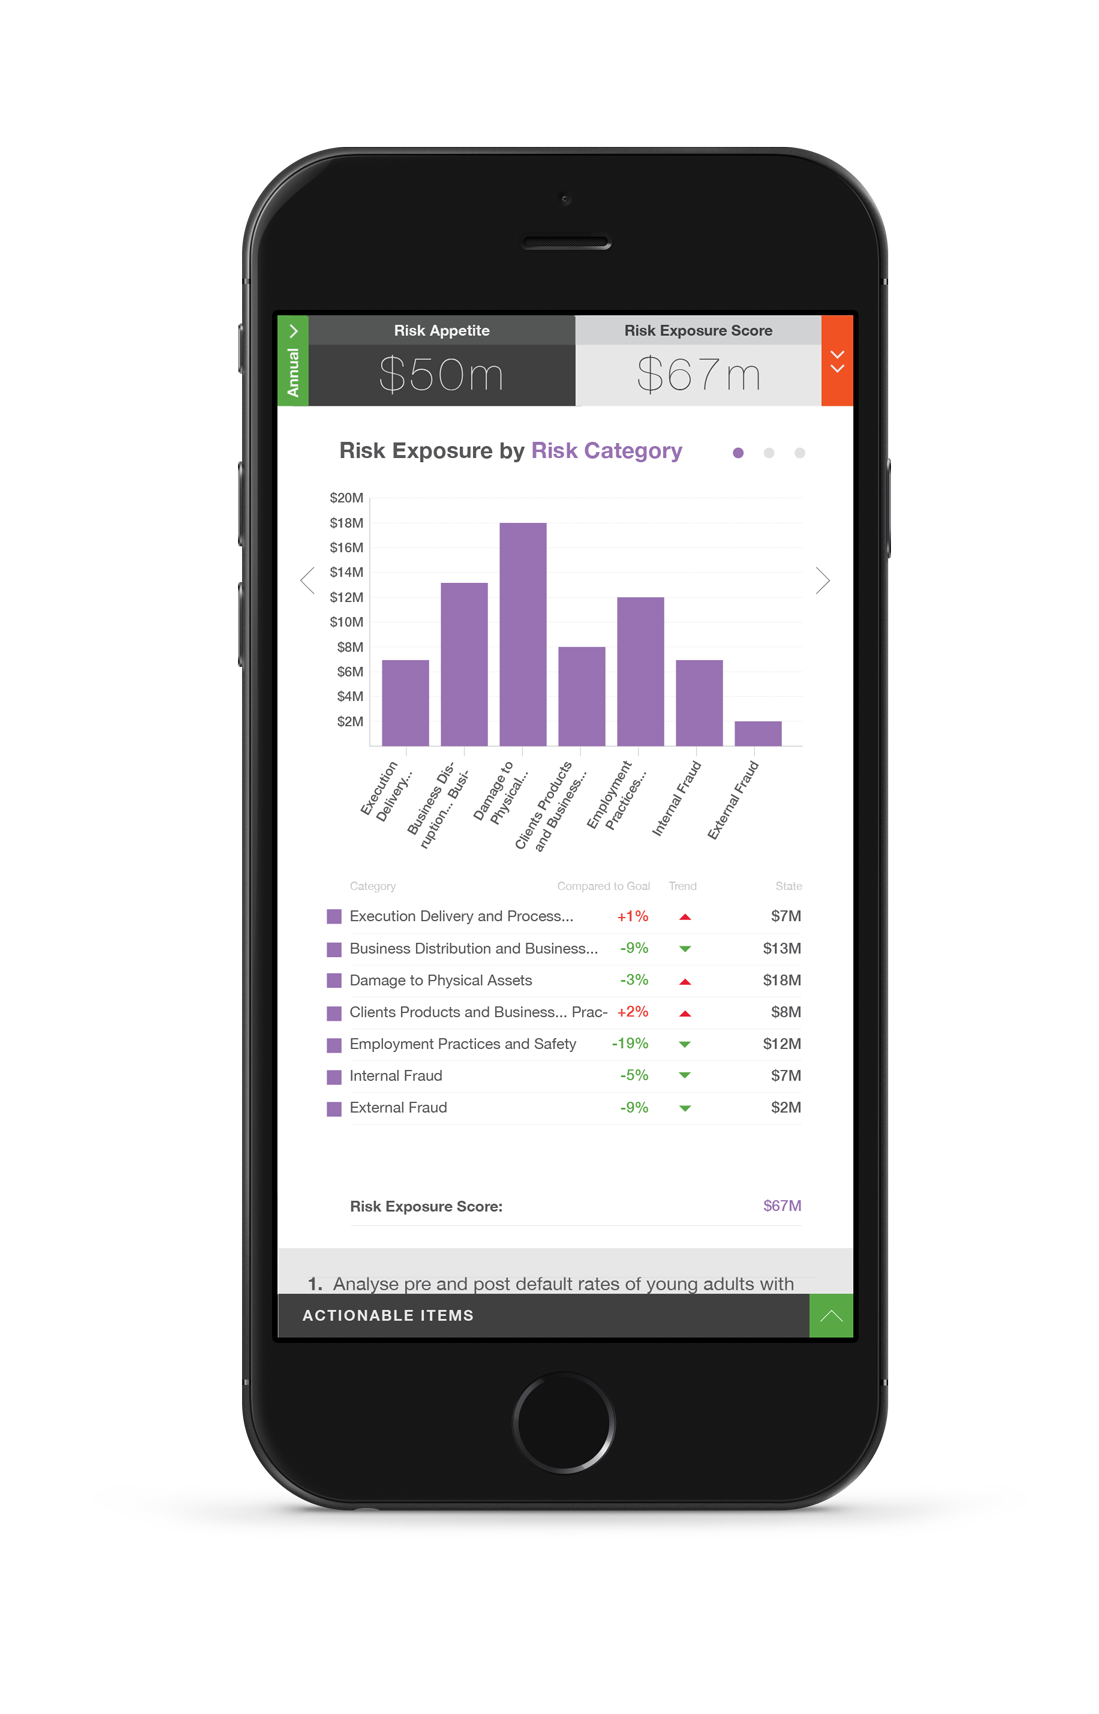 Annual
Risk Appetite
$50m
Risk Exposure Score
$67m
Risk Exposure by Risk Category
$20M
$18M
$16M
$14M
$12M
$10M
$8M
$6M
$4M
$2M
Execution
Delivery...
Business Dis-
ruption... Busi-
Damage to
Physical...
Clients Products
and Business...
Employment
Practices...
Internal Fraud
External Fraud
Category Compared to Goal Trend State
Execution Delivery and Process... +1% $7M
Business Distribution and Business... -9% $13M
Damage to Physical Assets -3% $18M
Clients Products and Business... Prac- +2% $8M
Employment Practices and Safety -19% $12M
Internal Fraud -5% $7M
External Fraud -9% $2M
Risk Exposure Score: $67M
1. Analyse pre and post default rates of young adults with
ACTIONABLE ITEMS